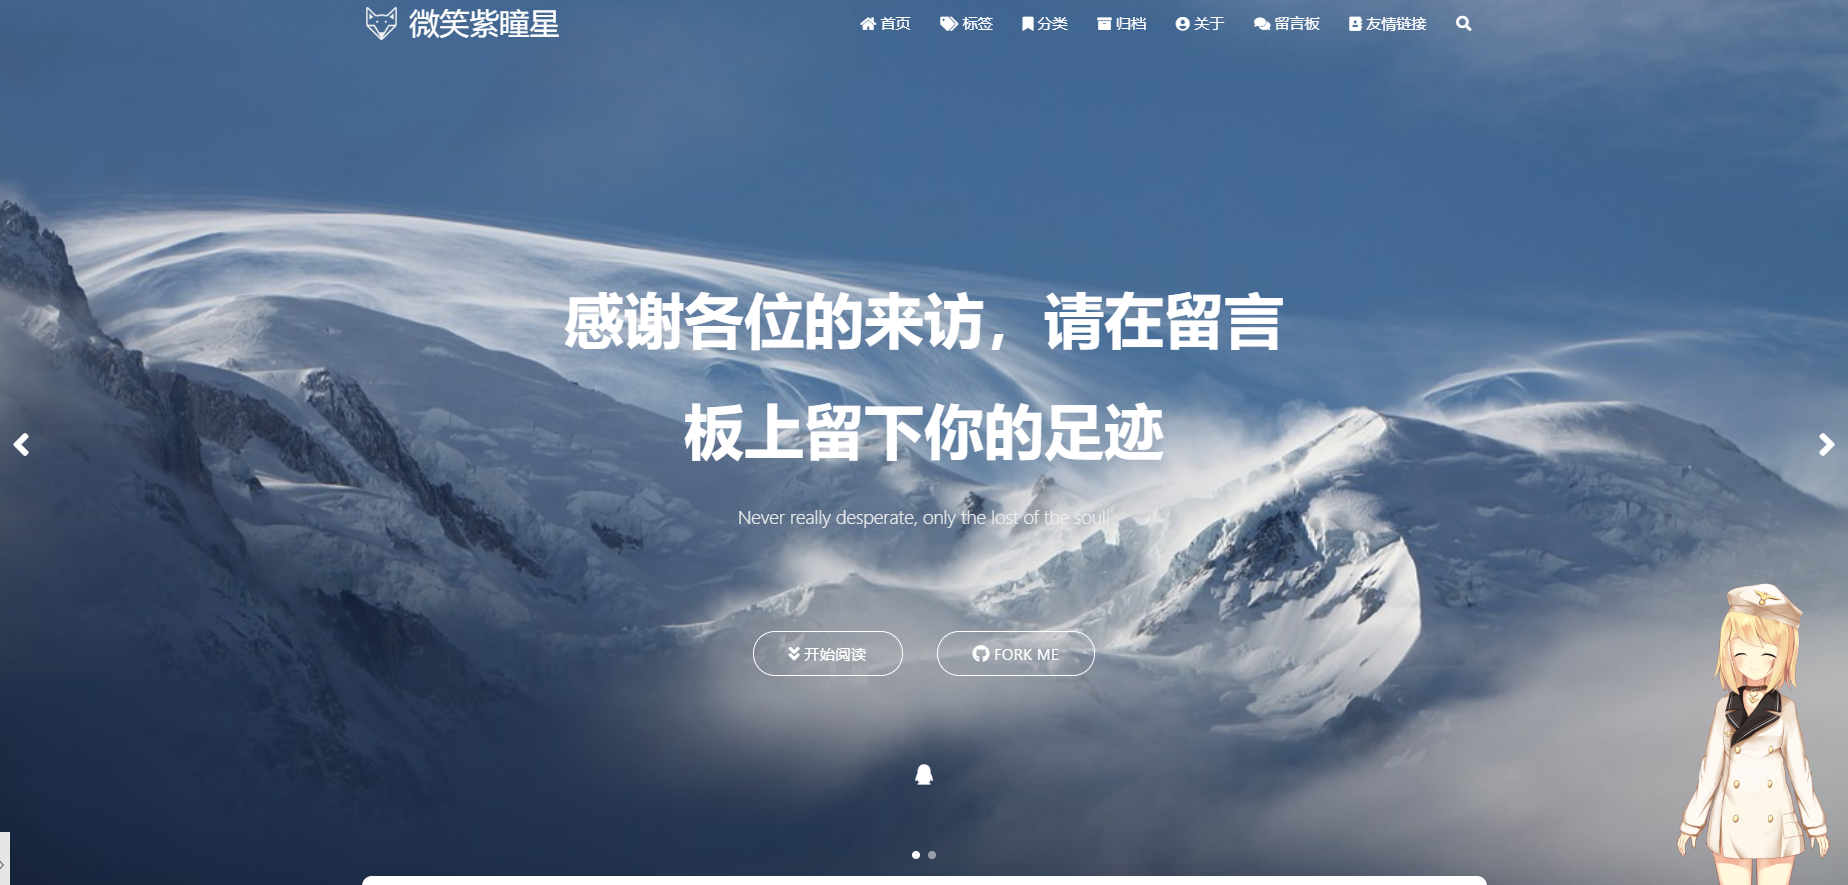 微笑紫瞳星
首页 标签 分类 归档 关于 留言板 友情链接
感谢各位的来访，请在留言
板上留下你的足迹
Never really desperate, only the lost of the soul
开始阅读 FORK ME